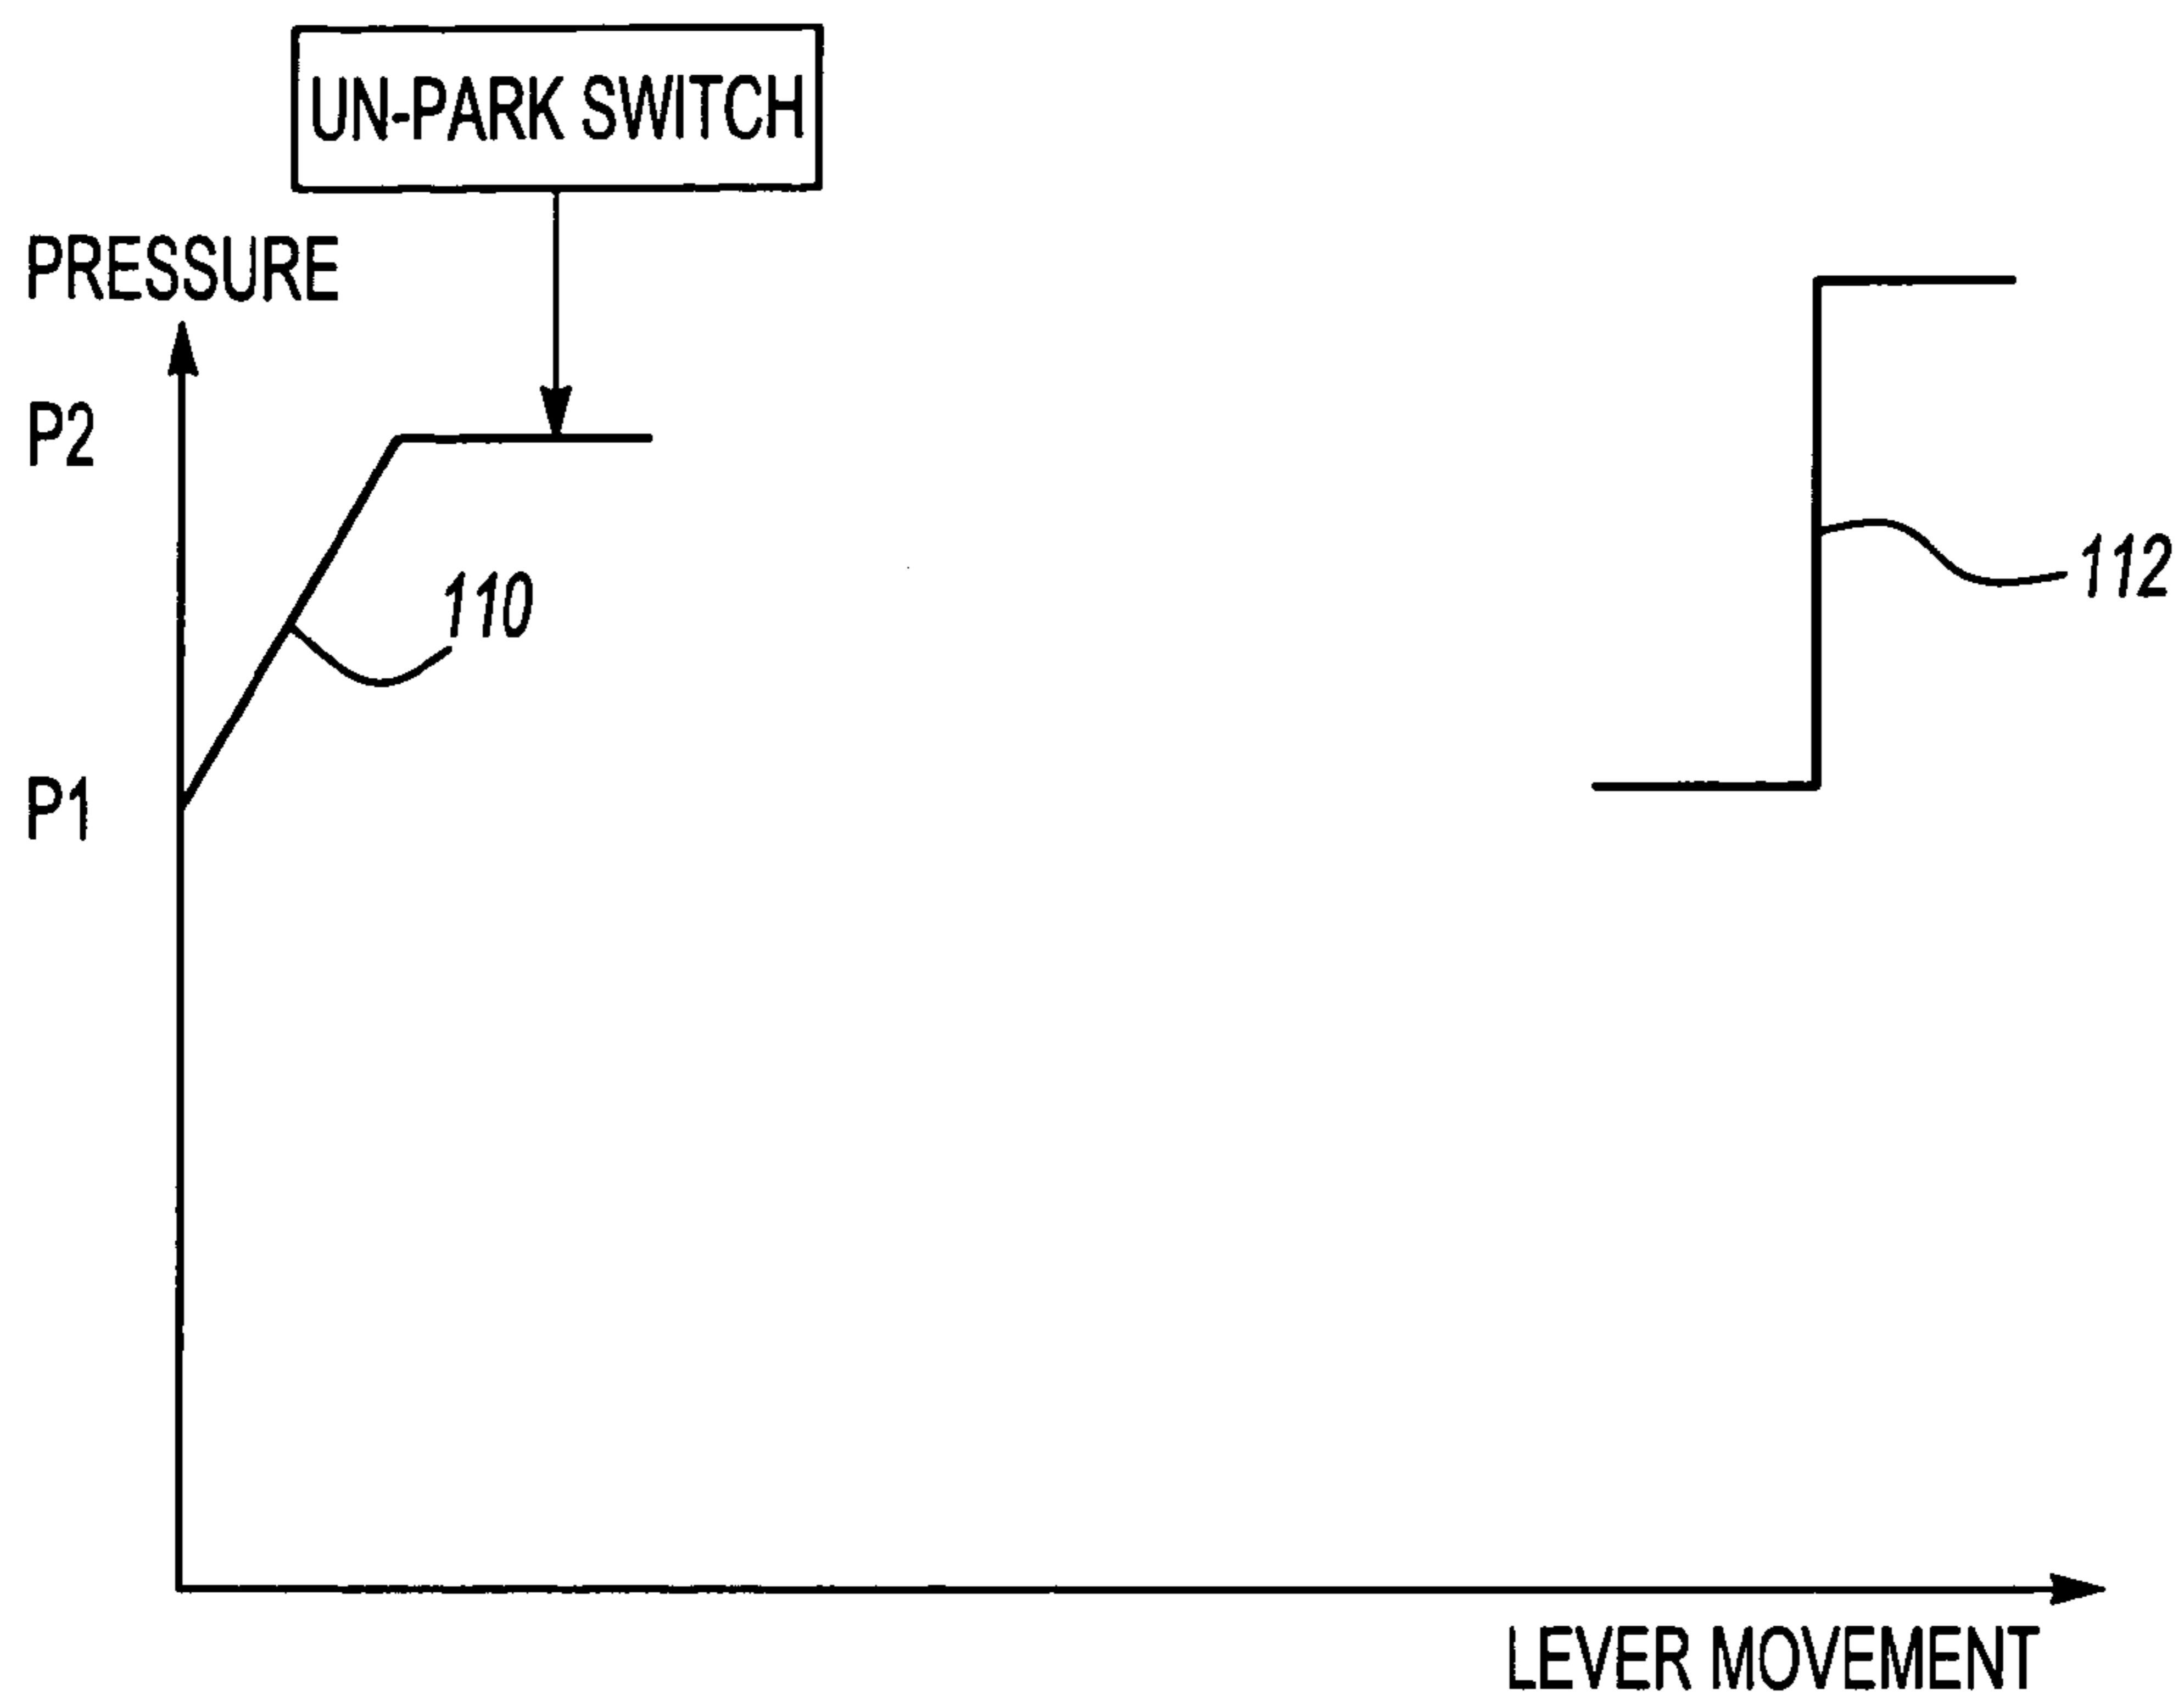 UN-PARK SWITCH
PRESSURE
P2
110
112
P1
LEVER MOVEMENT